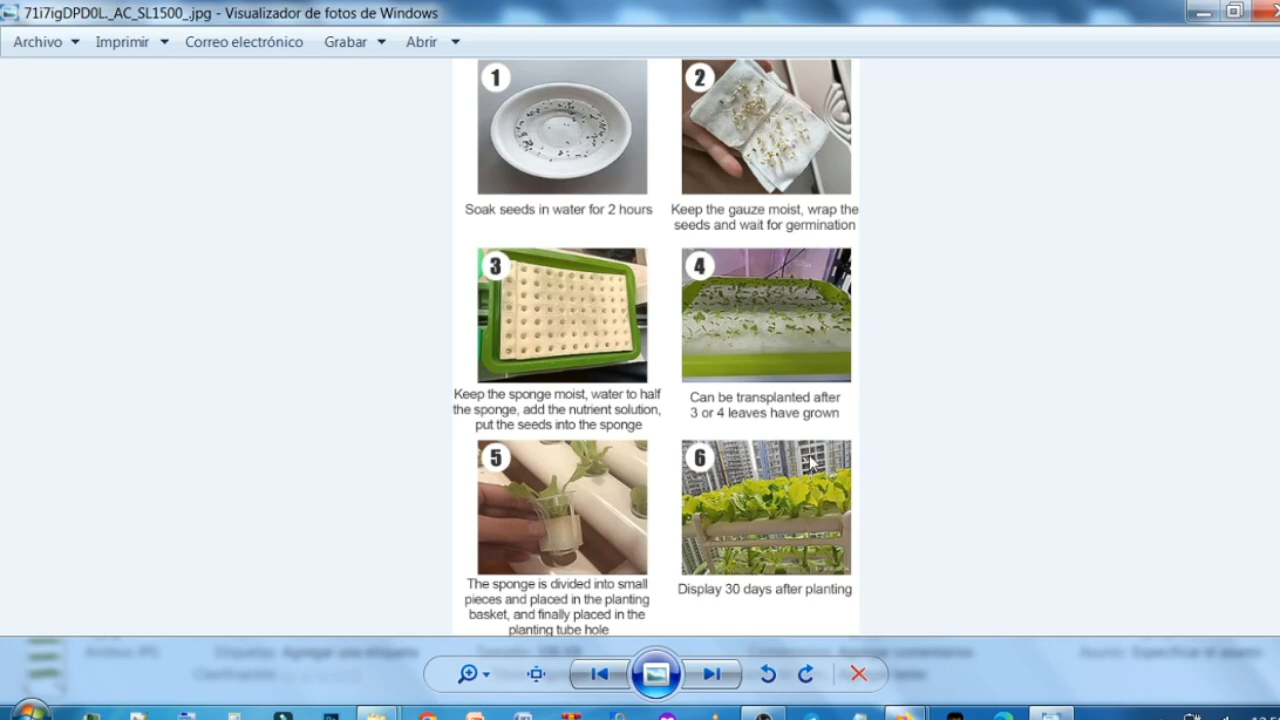 71i7igDPD0L._AC_SL1500_.jpg - Visualizador de fotos de Windows
Archivo Imprimir Correo electrónico Grabar Abrir
1
2
Soak seeds in water for 2 hours
Keep the gauze moist, wrap the
seeds and wait for germination
3
4
Keep the sponge moist, water to half
the sponge, add the nutrient solution,
put the seeds into the sponge
Can be transplanted after
3 or 4 leaves have grown
5
6
The sponge is divided into small
pieces and placed in the planting
basket, and finally placed in the
planting tube hole
Display 30 days after planting